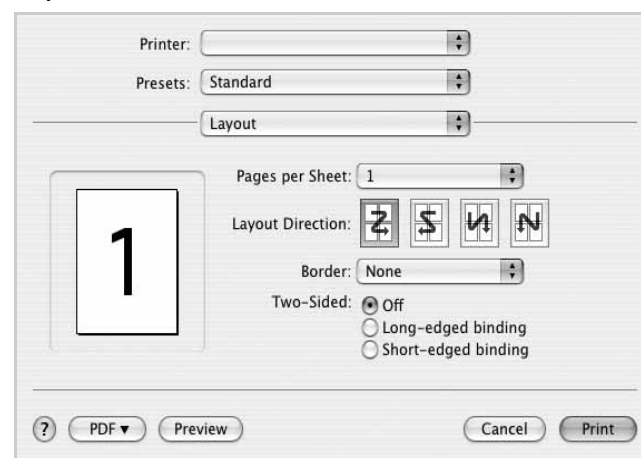 Printer:
Presets: Standard
Layout
Pages per Sheet: 1
1
Layout Direction:
Border: None
Two-Sided: Off
Long-edged binding
Short-edged binding
? PDF▼ Preview Cancel Print